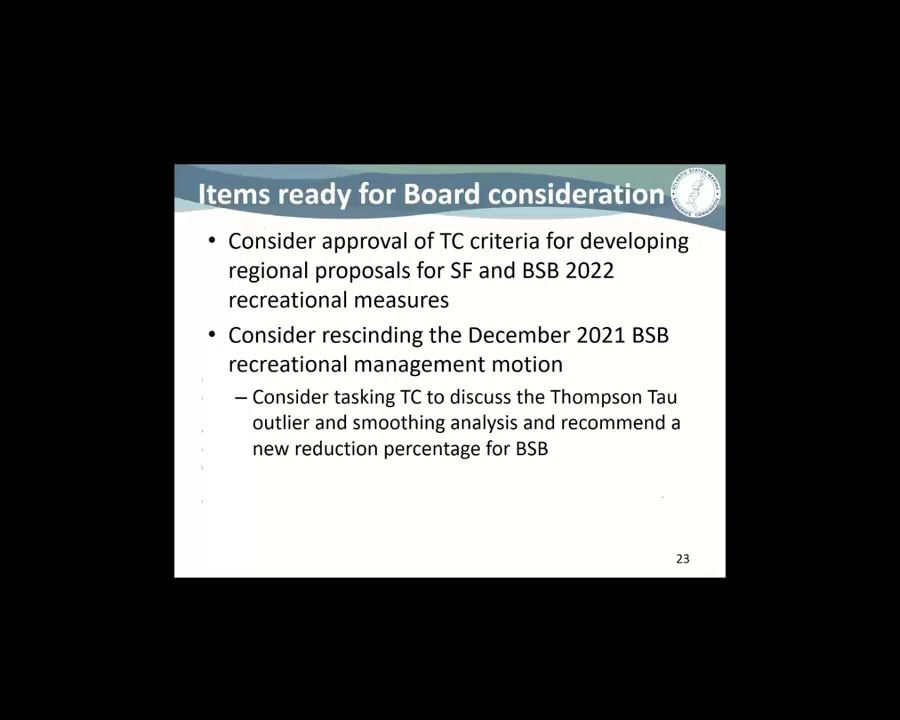 Items ready for Board consideration
• Consider approval of TC criteria for developing
regional proposals for SF and BSB 2022
recreational measures
• Consider rescinding the December 2021 BSB
recreational management motion
– Consider tasking TC to discuss the Thompson Tau
outlier and smoothing analysis and recommend a
new reduction percentage for BSB
23